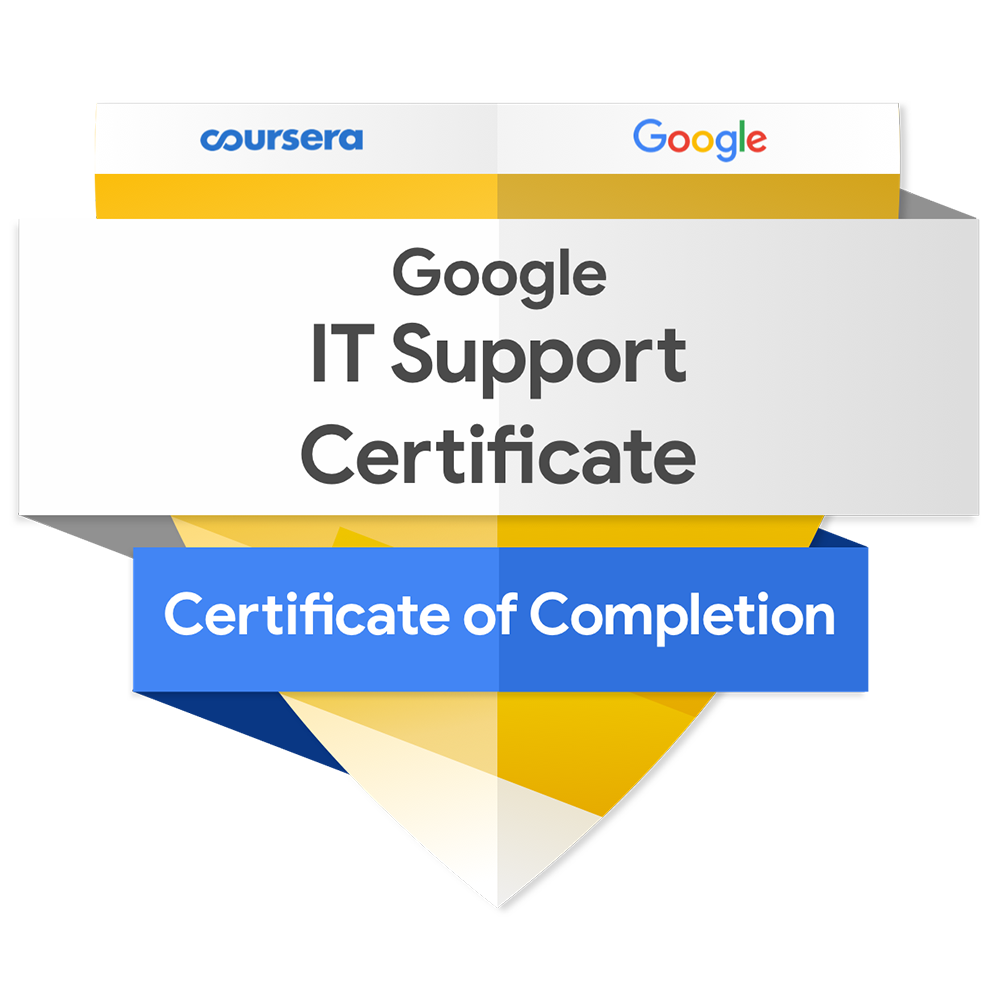 coursera
Google
Google
IT Support
Certificate
Certificate of Completion